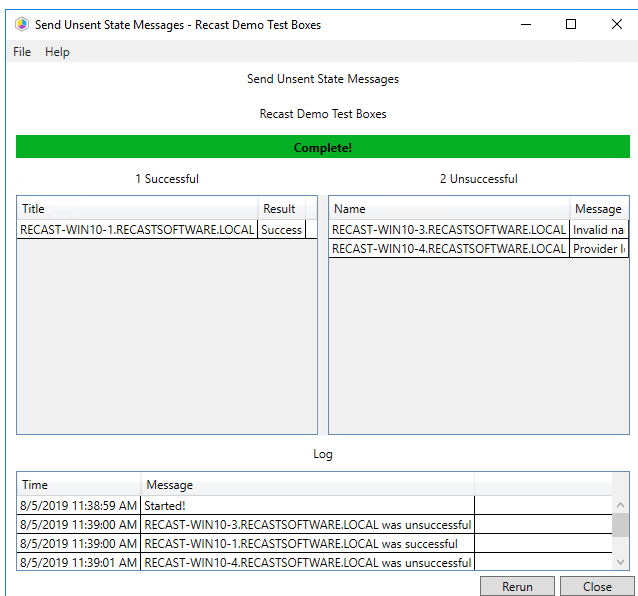 Send Unsent State Messages - Recast Demo Test Boxes
File Help
Send Unsent State Messages
Recast Demo Test Boxes
Complete!
1 Successful
2 Unsuccessful
Title Result
RECAST-WIN10-1.RECASTSOFTWARE.LOCAL Success
Name Message
RECAST-WIN10-3.RECASTSOFTWARE.LOCAL Invalid na
RECAST-WIN10-4.RECASTSOFTWARE.LOCAL Provider
Log
Time Message
8/5/2019 11:38:59 AM Started!
8/5/2019 11:39:00 AM RECAST-WIN10-3.RECASTSOFTWARE.LOCAL was unsuccessful
8/5/2019 11:39:00 AM RECAST-WIN10-1.RECASTSOFTWARE.LOCAL was successful
8/5/2019 11:39:01 AM RECAST-WIN10-4.RECASTSOFTWARE.LOCAL was unsuccessful
Rerun Close